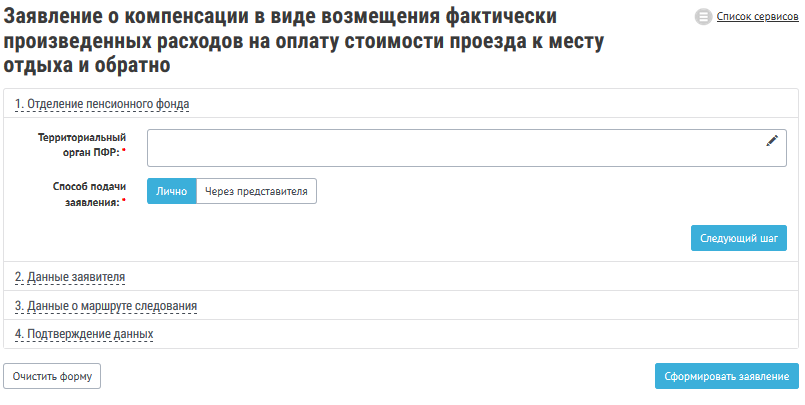 Заявление о компенсации в виде возмещения фактически
произведенных расходов на оплату стоимости проезда к месту
отдыха и обратно
Список сервисов
1. Отделение пенсионного фонда
Территориальный
орган ПФР: *
Способ подачи
заявления: *
Лично
Через представителя
Следующий шаг
2. Данные заявителя
3. Данные о маршруте следования
4. Подтверждение данных
Очистить форму
Сформировать заявление